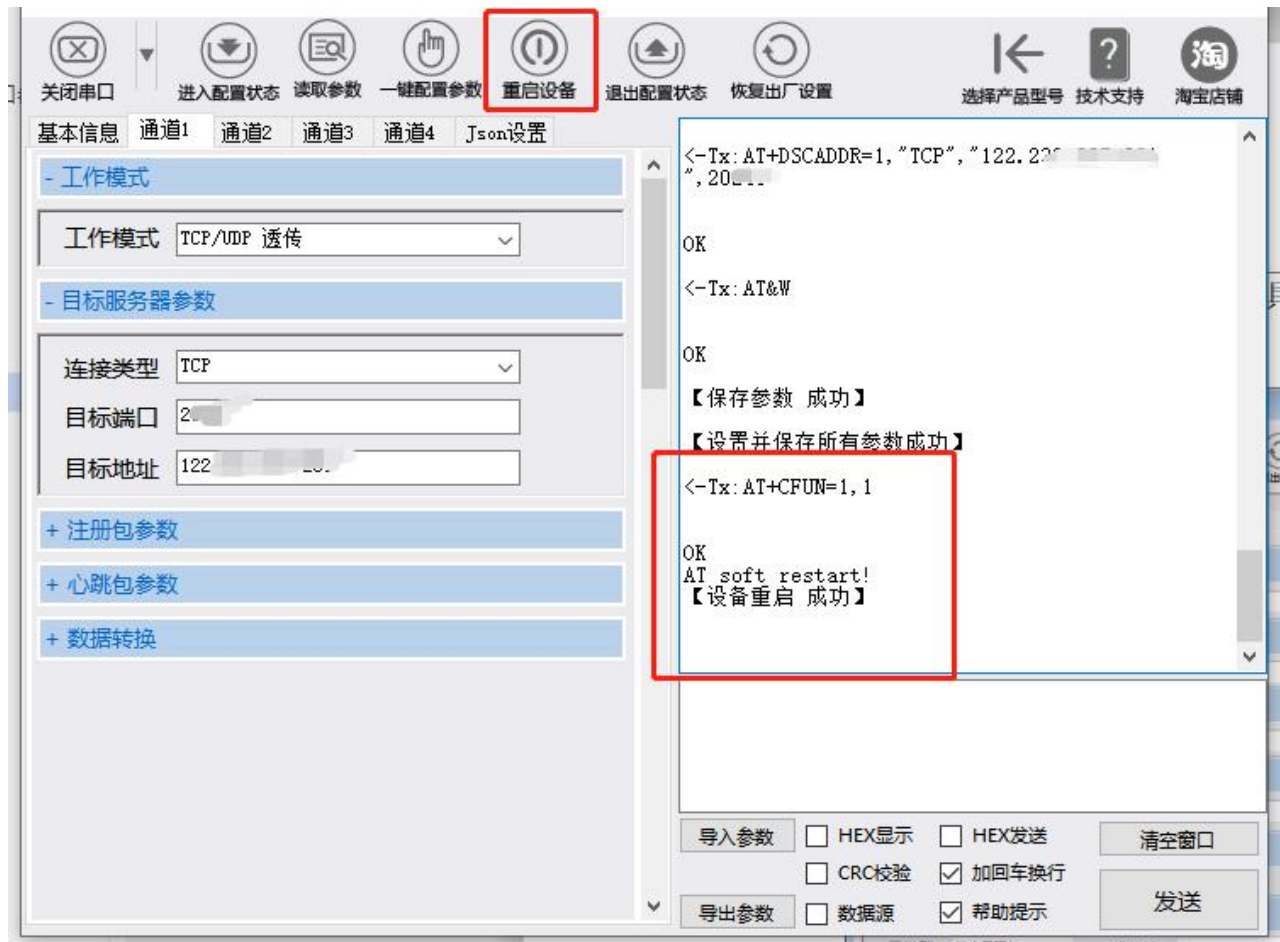 关闭串口
进入配置状态
读取参数
一键配置参数
重启设备
退出配置状态
恢复出厂设置
选择产品型号
?
技术支持
淘
淘宝店铺
基本信息 通道1 通道2 通道3 通道4 Json设置
- 工作模式
工作模式 TCP/UDP 透传
- 目标服务器参数
连接类型 TCP
目标端口 2
目标地址 122
+ 注册包参数
+ 心跳包参数
+ 数据转换
<-Tx:AT+DSCADDR=1,"TCP","122.22
",20
OK
<-Tx:AT&W
OK
【保存参数 成功】
【设置并保存所有参数成功】
<-Tx:AT+CFUN=1,1
OK
AT soft restart!
【设备重启 成功】
导入参数 HEX显示 HEX发送 清空窗口
CRC校验 加回车换行
导出参数 数据源 帮助提示 发送